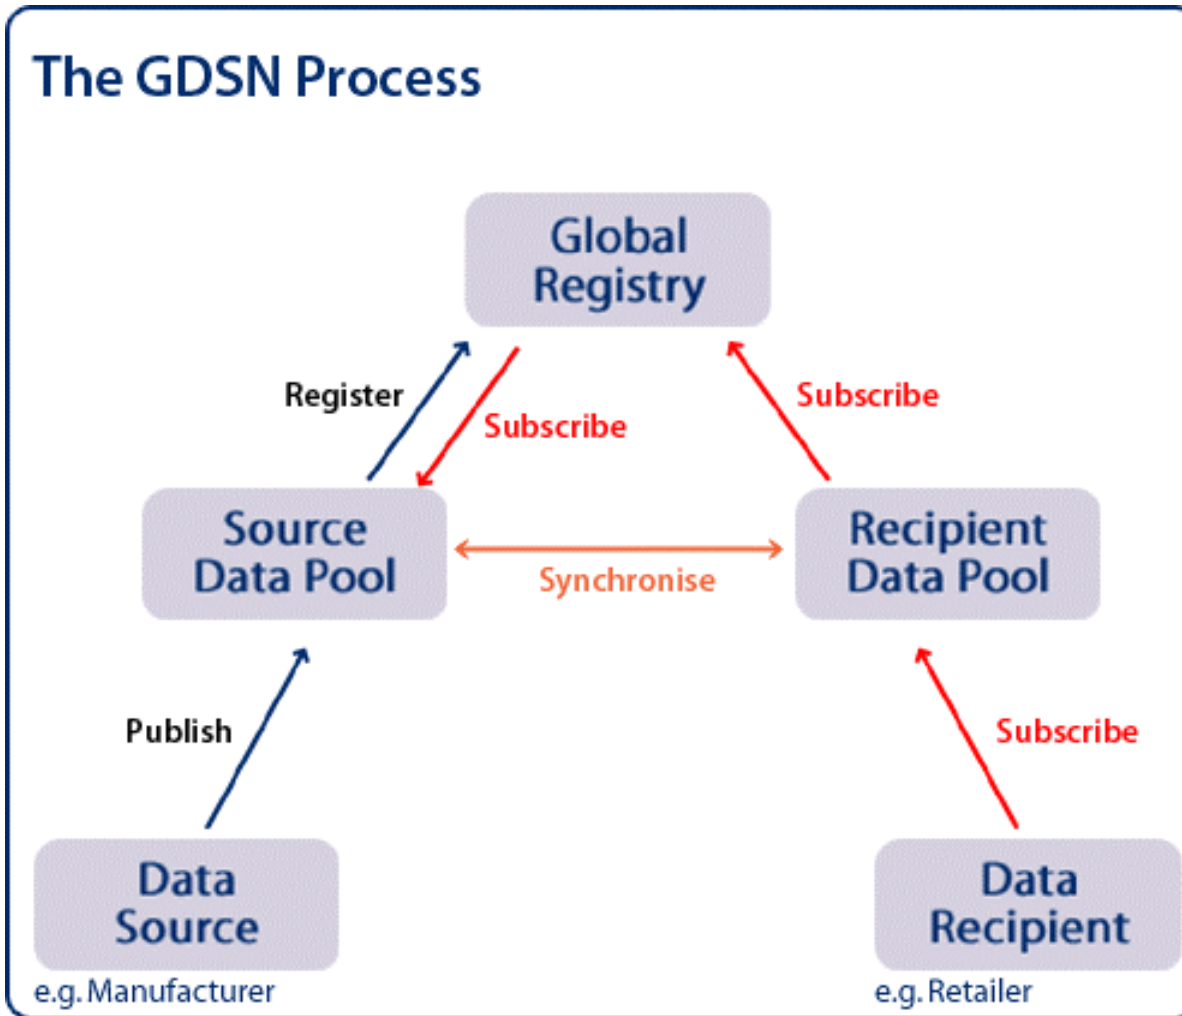 The GDSN Process
Global
Registry
Register
Subscribe
Subscribe
Source
Data Pool
Recipient
Data Pool
Synchronise
Publish
Subscribe
Data
Source
Data
Recipient
e.g. Manufacturer
e.g. Retailer